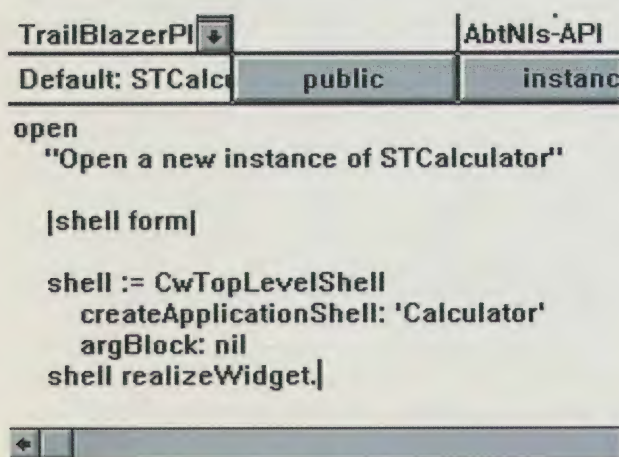 TrailBlazerPl AbtNls-API
Default: STCalc public instanc
open
"Open a new instance of STCalculator"
|shell form|
shell := CwTopLevelShell
createApplicationShell: 'Calculator'
argBlock: nil
shell realizeWidget.